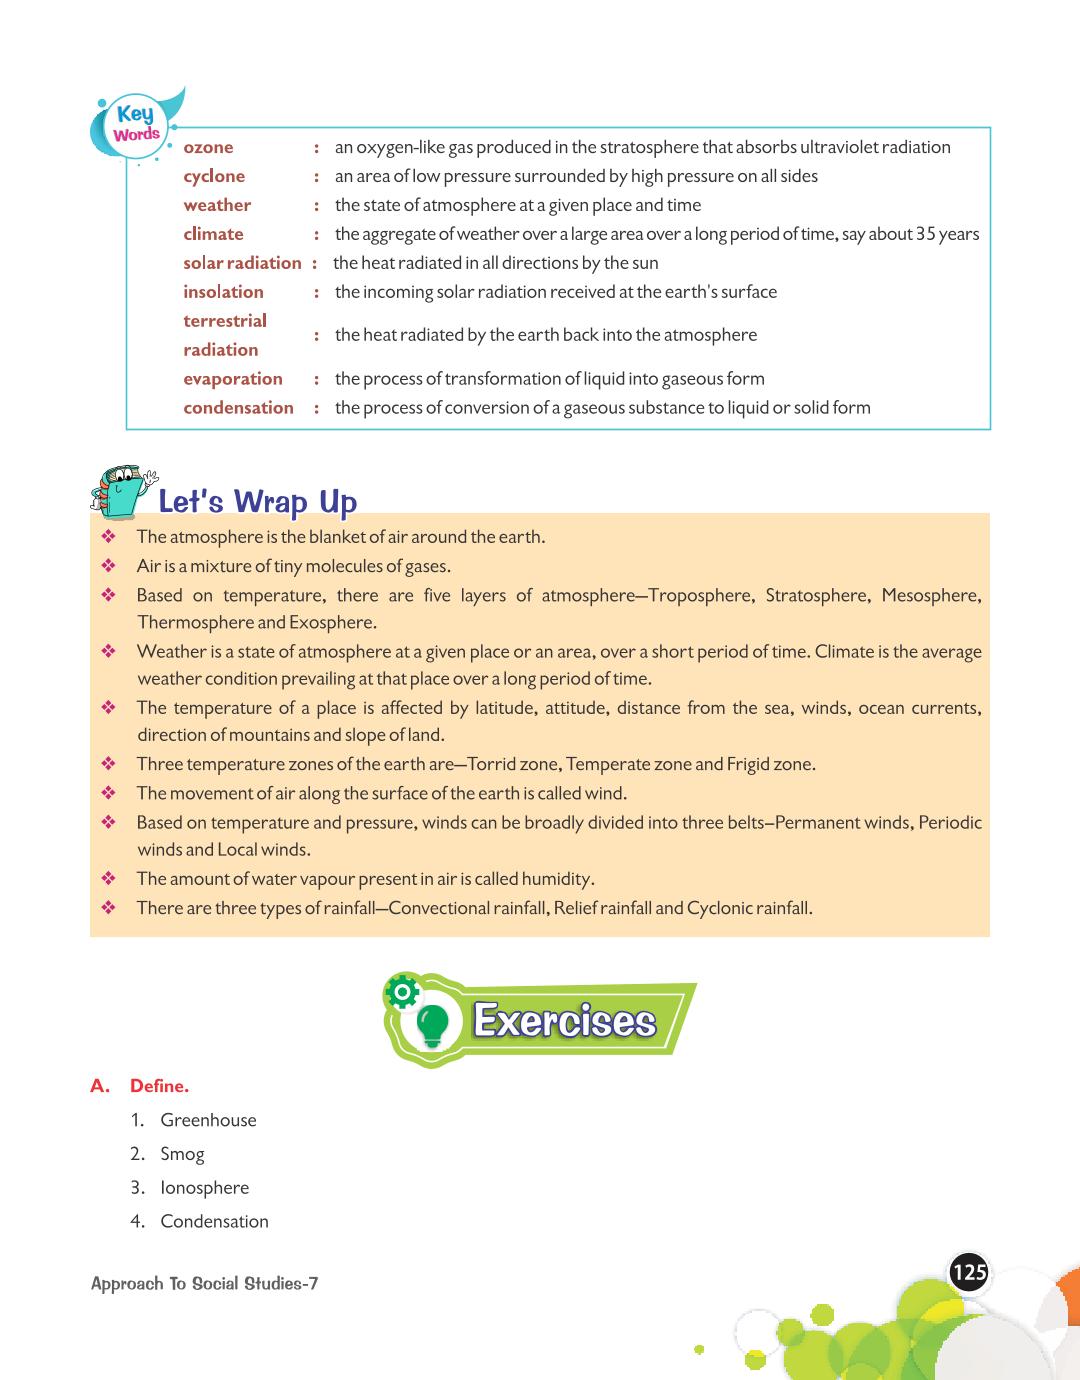 Key
Words
ozone : an oxygen-like gas produced in the stratosphere that absorbs ultraviolet radiation
cyclone : an area of low pressure surrounded by high pressure on all sides
weather : the state of atmosphere at a given place and time
climate : the aggregate of weather over a large area over a long period of time, say about 35 years
solar radiation : the heat radiated in all directions by the sun
insolation : the incoming solar radiation received at the earth's surface
terrestrial
radiation : the heat radiated by the earth back into the atmosphere
evaporation : the process of transformation of liquid into gaseous form
condensation : the process of conversion of a gaseous substance to liquid or solid form
Let's Wrap Up
❖ The atmosphere is the blanket of air around the earth.
❖ Air is a mixture of tiny molecules of gases.
❖ Based on temperature, there are five layers of atmosphere—Troposphere, Stratosphere, Mesosphere,
Thermosphere and Exosphere.
❖ Weather is a state of atmosphere at a given place or an area, over a short period of time. Climate is the average
weather condition prevailing at that place over a long period of time.
❖ The temperature of a place is affected by latitude, attitude, distance from the sea, winds, ocean currents,
direction of mountains and slope of land.
❖ Three temperature zones of the earth are—Torrid zone, Temperate zone and Frigid zone.
❖ The movement of air along the surface of the earth is called wind.
❖ Based on temperature and pressure, winds can be broadly divided into three belts–Permanent winds, Periodic
winds and Local winds.
❖ The amount of water vapour present in air is called humidity.
❖ There are three types of rainfall—Convectional rainfall, Relief rainfall and Cyclonic rainfall.
Exercises
A. Define.
1. Greenhouse
2. Smog
3. Ionosphere
4. Condensation
Approach To Social Studies-7
125